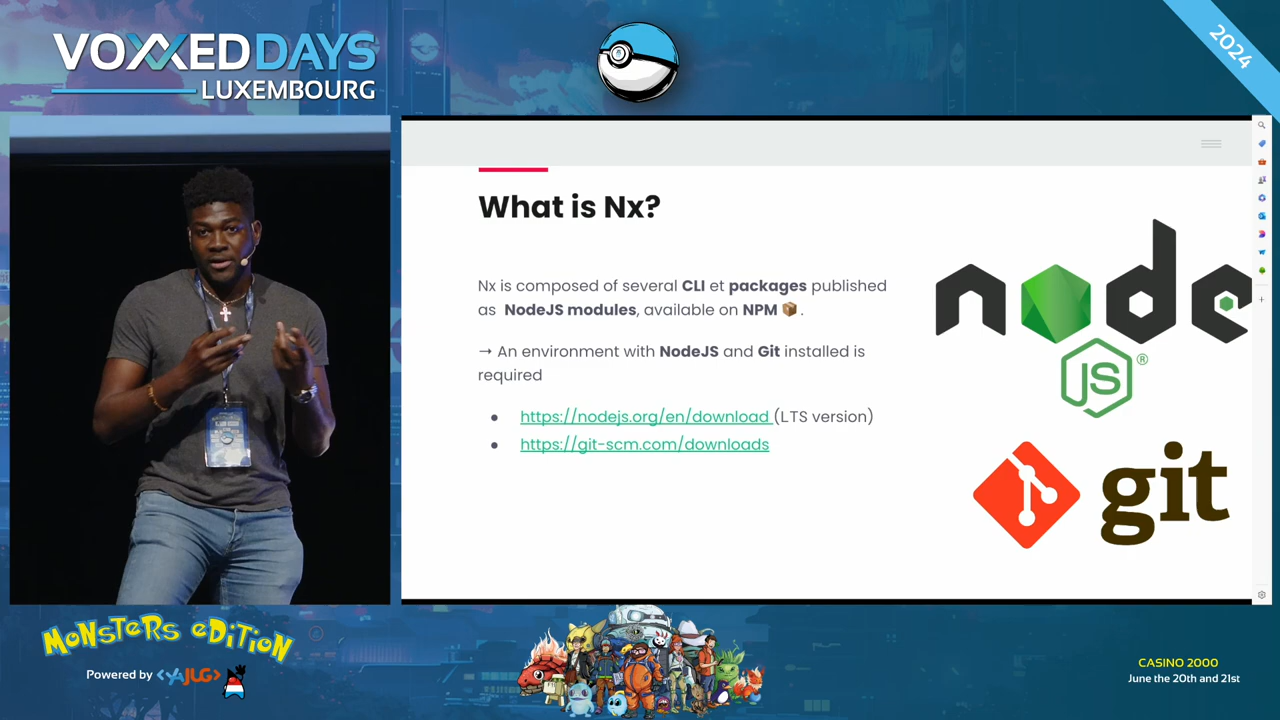 VOXXEDDAYS
LUXEMBOURG
2024
What is Nx?
Nx is composed of several CLI et packages published
as NodeJS modules, available on NPM 📦.
→ An environment with NodeJS and Git installed is
required
● https://nodejs.org/en/download (LTS version)
● https://git-scm.com/downloads
node
JS®
git
MONSTERS EDITION
Powered by <YAJUG>
CASINO 2000
June the 20th and 21st